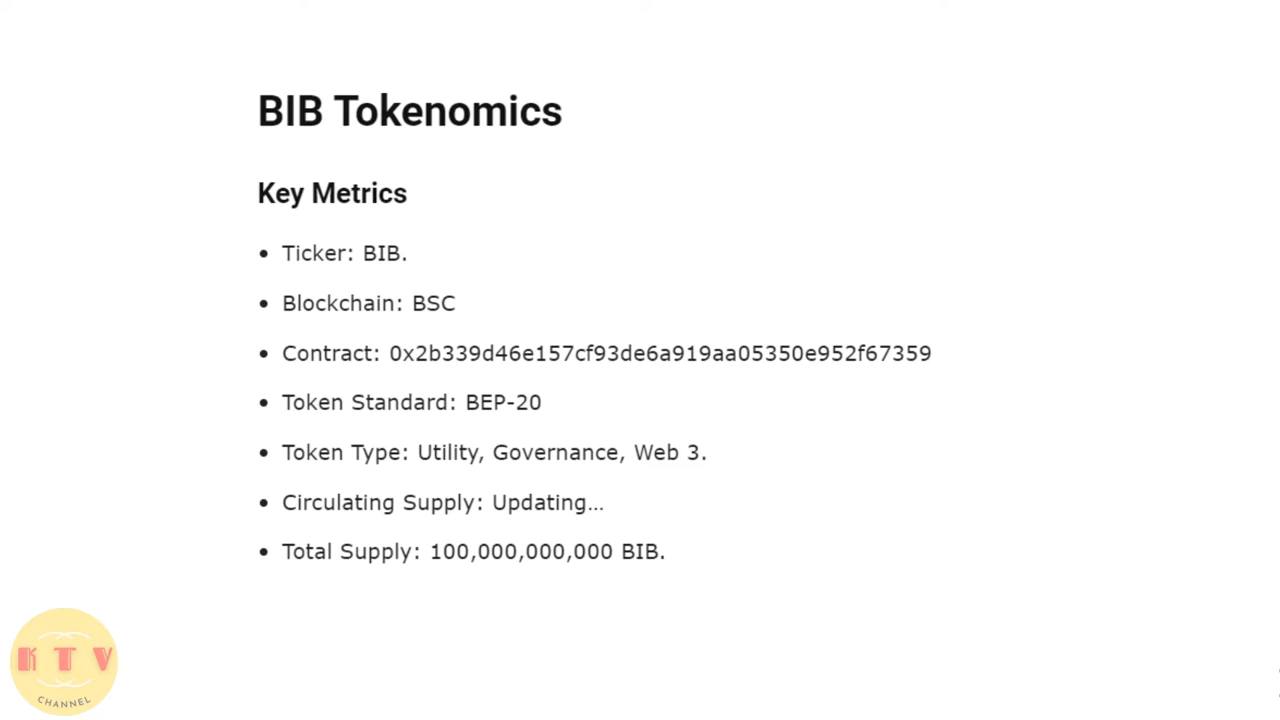 BIB Tokenomics
Key Metrics
• Ticker: BIB.
• Blockchain: BSC
• Contract: 0x2b339d46e157cf93de6a919aa05350e952f67359
• Token Standard: BEP-20
• Token Type: Utility, Governance, Web 3.
• Circulating Supply: Updating...
• Total Supply: 100,000,000,000 BIB.
KTV
CHANNEL